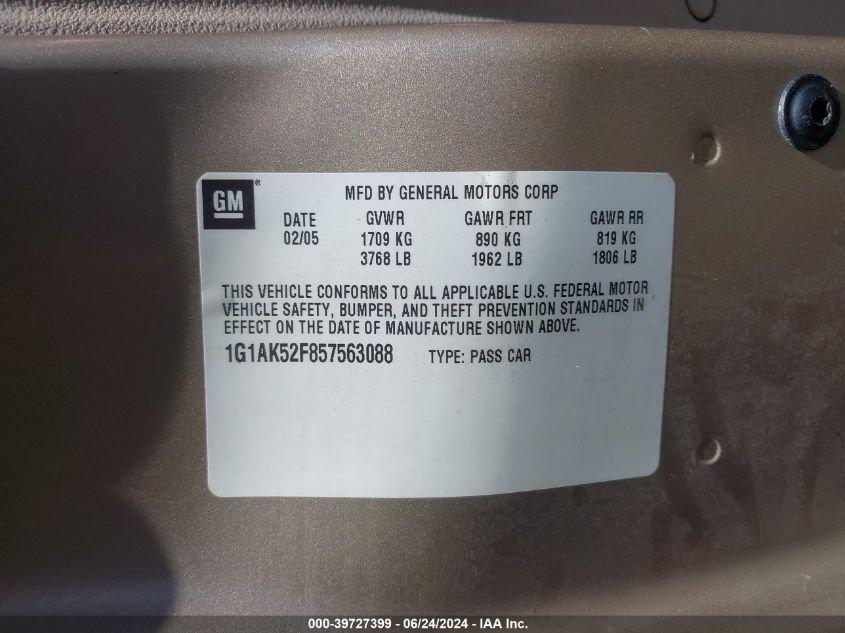 GM®
MFD BY GENERAL MOTORS CORP
DATE GVWR GAWR FRT GAWR RR
02/05 1709 KG 890 KG 819 KG
3768 LB 1962 LB 1806 LB
THIS VEHICLE CONFORMS TO ALL APPLICABLE U.S. FEDERAL MOTOR
VEHICLE SAFETY, BUMPER, AND THEFT PREVENTION STANDARDS IN
EFFECT ON THE DATE OF MANUFACTURE SHOWN ABOVE.
1G1AK52F857563088 TYPE: PASS CAR
000-39727399 - 06/24/2024 - IAA Inc.